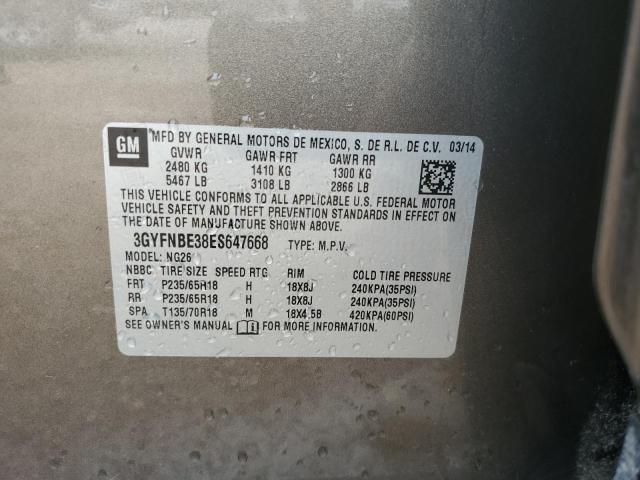 GM MFD BY GENERAL MOTORS DE MEXICO, S. DE R.L. DE C.V. 03/14
GVWR GAWR FRT GAWR RR
2480 KG 1410 KG 1300 KG
5467 LB 3108 LB 2866 LB
THIS VEHICLE CONFORMS TO ALL APPLICABLE U.S. FEDERAL MOTOR
VEHICLE SAFETY AND THEFT PREVENTION STANDARDS IN EFFECT ON
THE DATE OF MANUFACTURE SHOWN ABOVE.
3GYFNBE38ES647668 TYPE: M.P.V.
MODEL: NG26
NBBC TIRE SIZE SPEED RTG RIM COLD TIRE PRESSURE
FRT P235/65R18 H 18X8J 240KPA(35PSI)
RR P235/65R18 H 18X8J 240KPA(35PSI)
SPA T135/70R18 M 18X4.5B 420KPA(60PSI)
SEE OWNER'S MANUAL FOR MORE INFORMATION